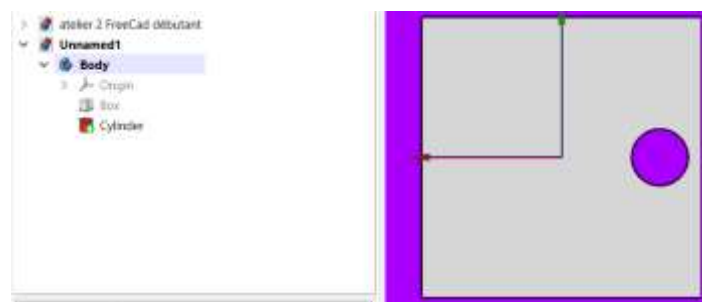 atelier 2 FreeCad débutant
Unnamed1
Body
Origin
Box
Cylinder